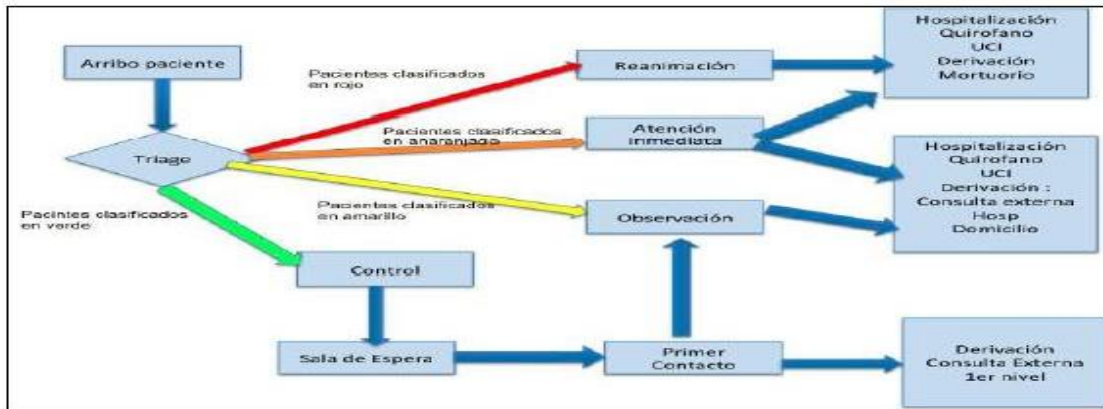 Arribo paciente
Pacientes clasificados
en rojo
Reanimación
Hospitalización
Quirofano
UCI
Derivación
Mortuorio
Triage
Pacientes clasificados
en anaranjado
Atención
inmediata
Pacintes clasificados
en verde
Pacientes clasificados
en amarillo
Observación
Hospitalización
Quirofano
UCI
Derivación :
Consulta externa
Hosp
Domicilio
Control
Sala de Espera
Primer
Contacto
Derivación
Consulta Externa
1er nivel